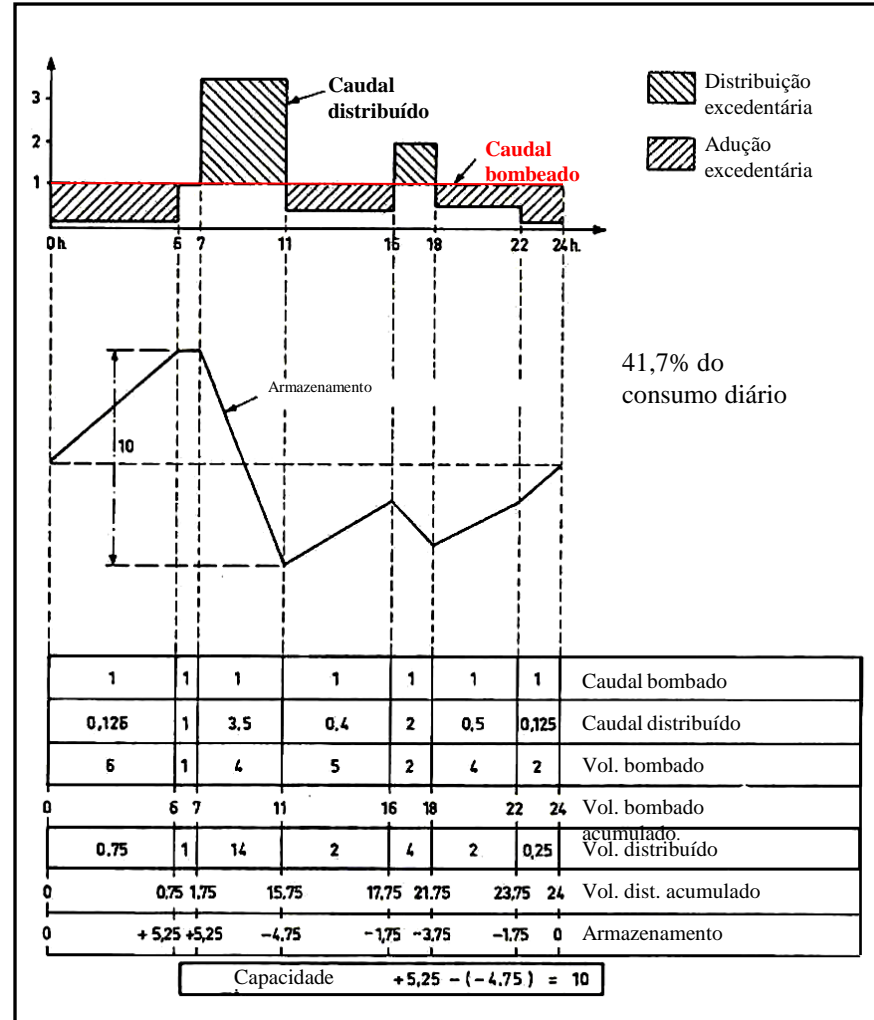 3
2
1
Caudal
distribuído
Caudal
bombeado
Distribuição
excedentária
Adução
excedentária
0h. 6 7 11 16 18 22 24h.
10
Armazenamento
41,7% do
consumo diário
1 1 1 1 1 1 1 Caudal bombado
0,126 1 3,5 0,4 2 0,5 0,125 Caudal distribuído
6 1 4 5 2 4 2 Vol. bombado
0 6 7 11 16 18 22 24 Vol. bombado
acumulado.
0.75 1 14 2 4 2 0,25 Vol. distribuído
0 0,75 1,75 15,75 17,75 21.75 23,75 24 Vol. dist. acumulado
0 +5,25 +5,25 -4,75 -1,75 -3,75 -1.75 0 Armazenamento
Capacidade +5,25 -(-4.75) = 10